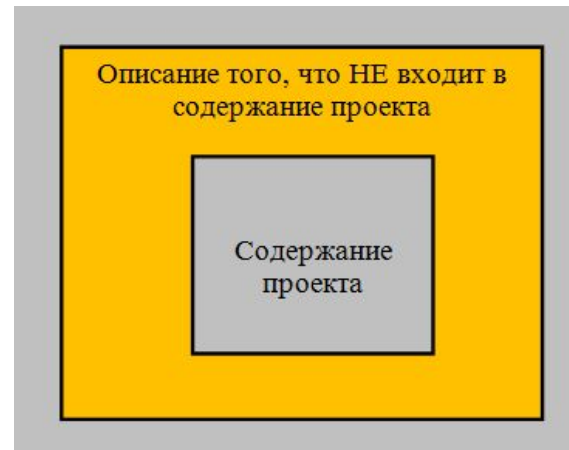 Описание того, что НЕ входит в
содержание проекта
Содержание
проекта